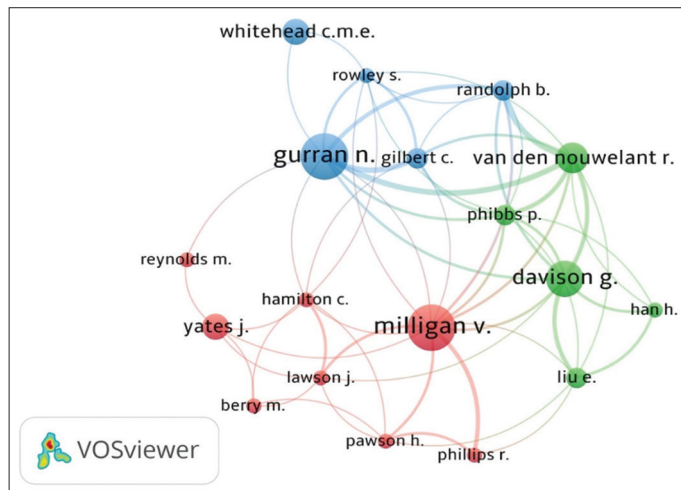 whitehead c.m.e.
rowley s.
randolph b.
gurran n.
gilbert c.
van den nouwelant r.
phibbs p.
reynolds m.
hamilton c.
davison g.
yates j.
milligan v.
han h.
lawson j.
liu e.
berry m.
pawson h.
phillips r.
VOSviewer